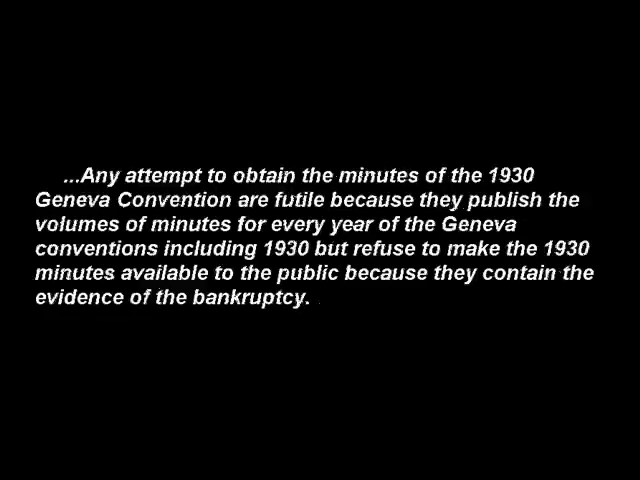 ...Any attempt to obtain the minutes of the 1930
Geneva Convention are futile because they publish the
volumes of minutes for every year of the Geneva
conventions including 1930 but refuse to make the 1930
minutes available to the public because they contain the
evidence of the bankruptcy.